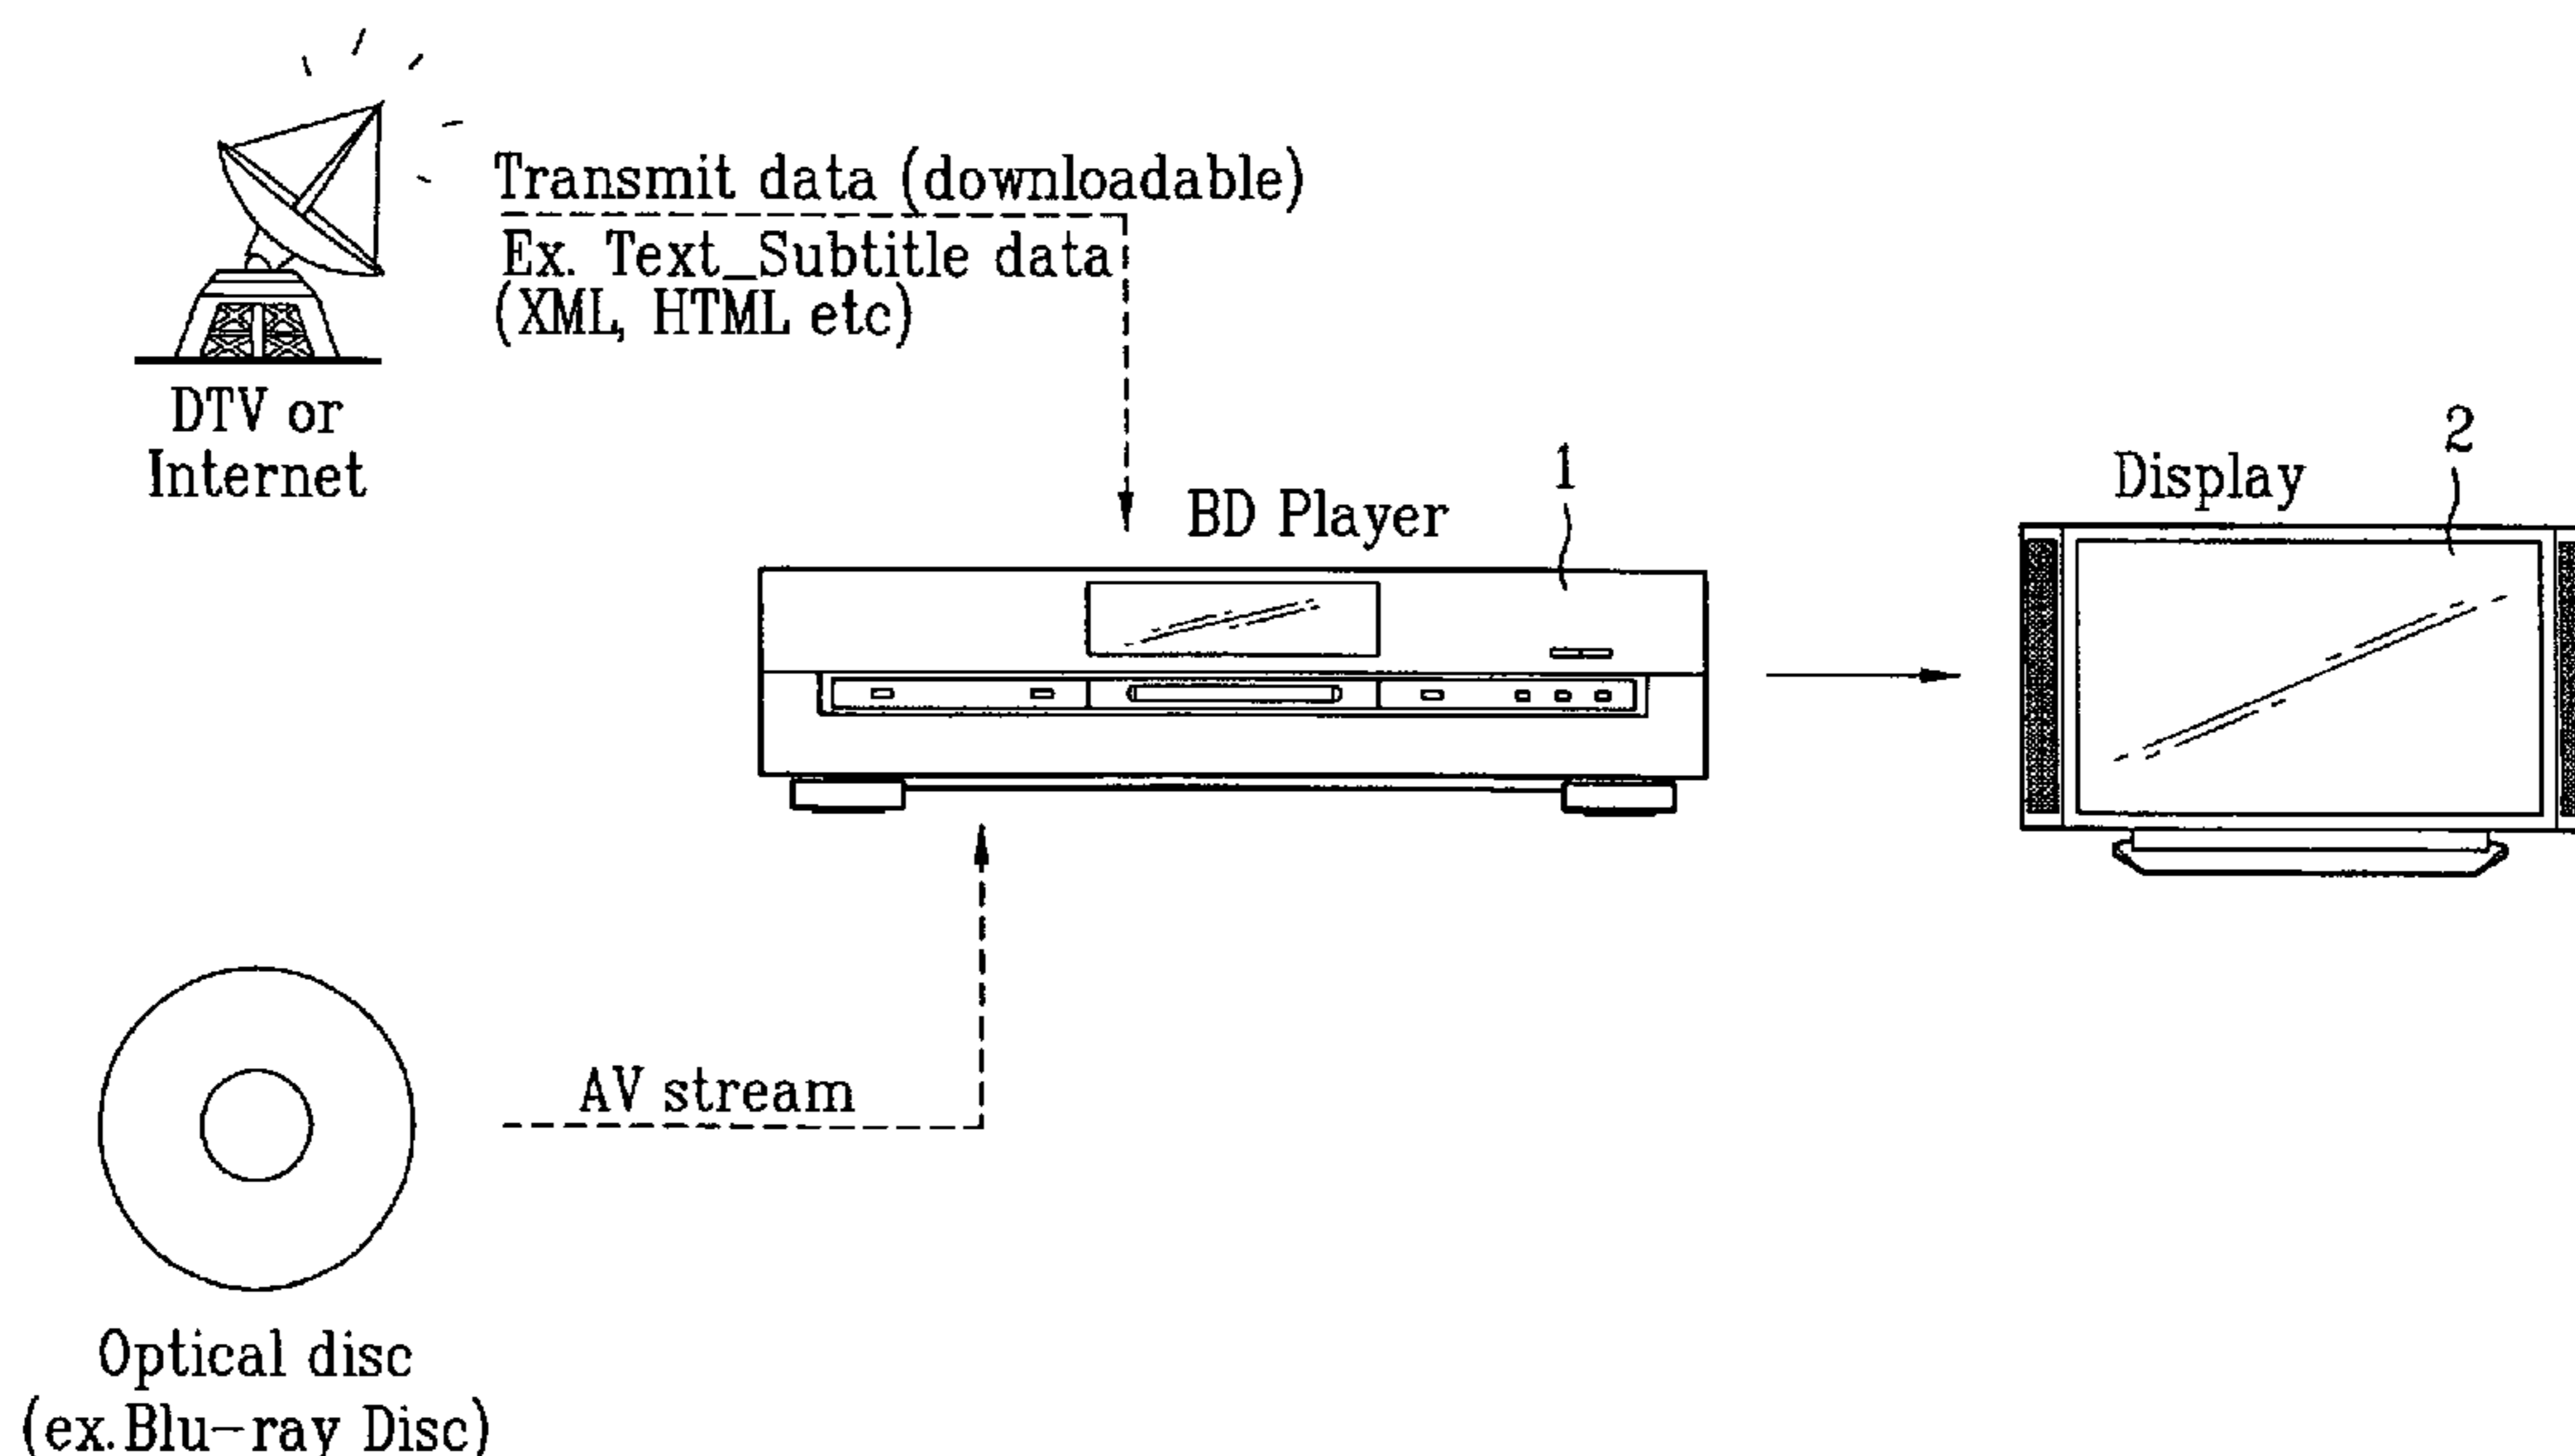 Transmit data (downloadable)
Ex. Text_Subtitle data
(XML, HTML etc)
DTV or
Internet
BD Player
1
Display
2
AV stream
Optical disc
(ex.Blu-ray Disc)